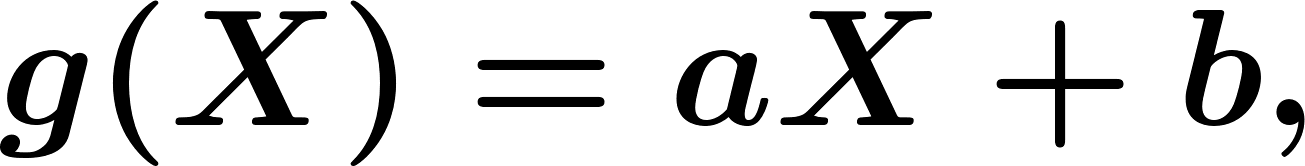 g(X) = aX + b,